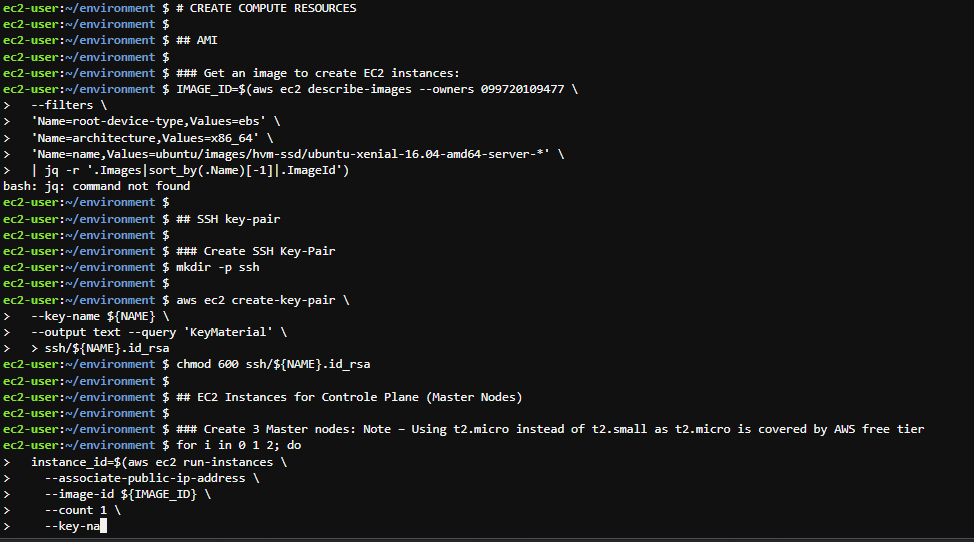 ec2-user:~/environment $ # CREATE COMPUTE RESOURCES
ec2-user:~/environment $
ec2-user:~/environment $ ## AMI
ec2-user:~/environment $
ec2-user:~/environment $ ### Get an image to create EC2 instances:
ec2-user:~/environment $ IMAGE_ID=$(aws ec2 describe-images --owners 099720109477 \
>   --filters \
>   'Name=root-device-type,Values=ebs' \
>   'Name=architecture,Values=x86_64' \
>   'Name=name,Values=ubuntu/images/hvm-ssd/ubuntu-xenial-16.04-amd64-server-*' \
>   | jq -r '.Images|sort_by(.Name)[-1]|.ImageId')
bash: jq: command not found
ec2-user:~/environment $
ec2-user:~/environment $ ## SSH key-pair
ec2-user:~/environment $
ec2-user:~/environment $ ### Create SSH Key-Pair
ec2-user:~/environment $ mkdir -p ssh
ec2-user:~/environment $
ec2-user:~/environment $ aws ec2 create-key-pair \
>   --key-name ${NAME} \
>   --output text --query 'KeyMaterial' \
>   > ssh/${NAME}.id_rsa
ec2-user:~/environment $ chmod 600 ssh/${NAME}.id_rsa
ec2-user:~/environment $
ec2-user:~/environment $ ## EC2 Instances for Controle Plane (Master Nodes)
ec2-user:~/environment $
ec2-user:~/environment $ ### Create 3 Master nodes: Note – Using t2.micro instead of t2.small as t2.micro is covered by AWS free tier
ec2-user:~/environment $ for i in 0 1 2; do
>   instance_id=$(aws ec2 run-instances \
>     --associate-public-ip-address \
>     --image-id ${IMAGE_ID} \
>     --count 1 \
>     --key-na